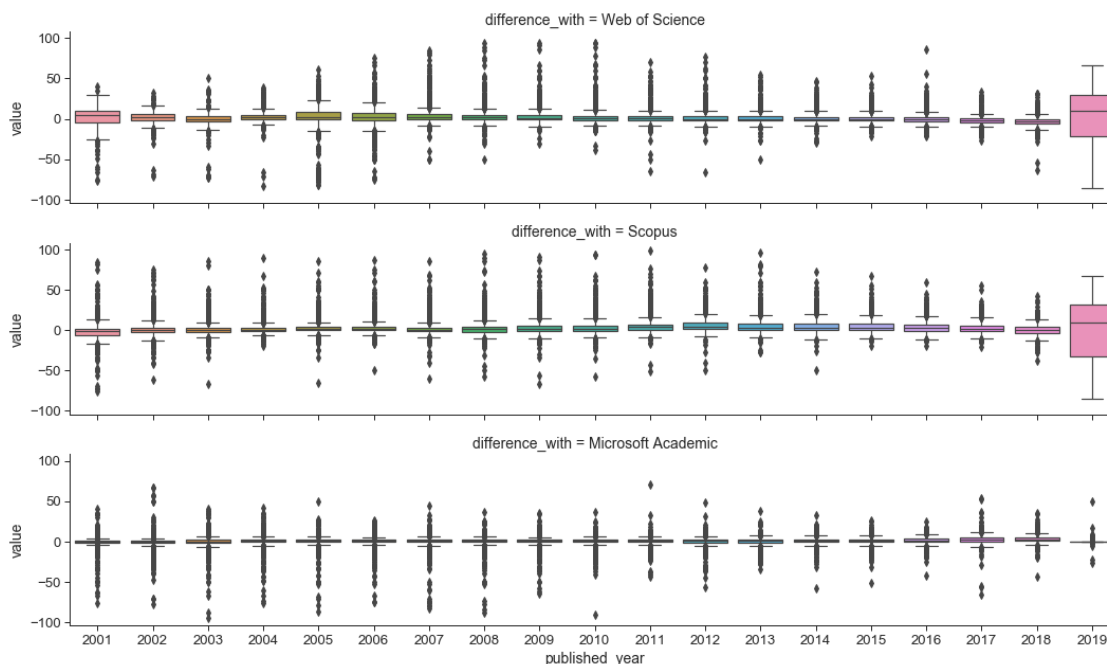 difference_with = Web of Science
100
50
0
−50
−100
value
difference_with = Scopus
100
50
0
−50
−100
value
difference_with = Microsoft Academic
100
50
0
−50
−100
value
2001 2002 2003 2004 2005 2006 2007 2008 2009 2010 2011 2012 2013 2014 2015 2016 2017 2018 2019
published_year